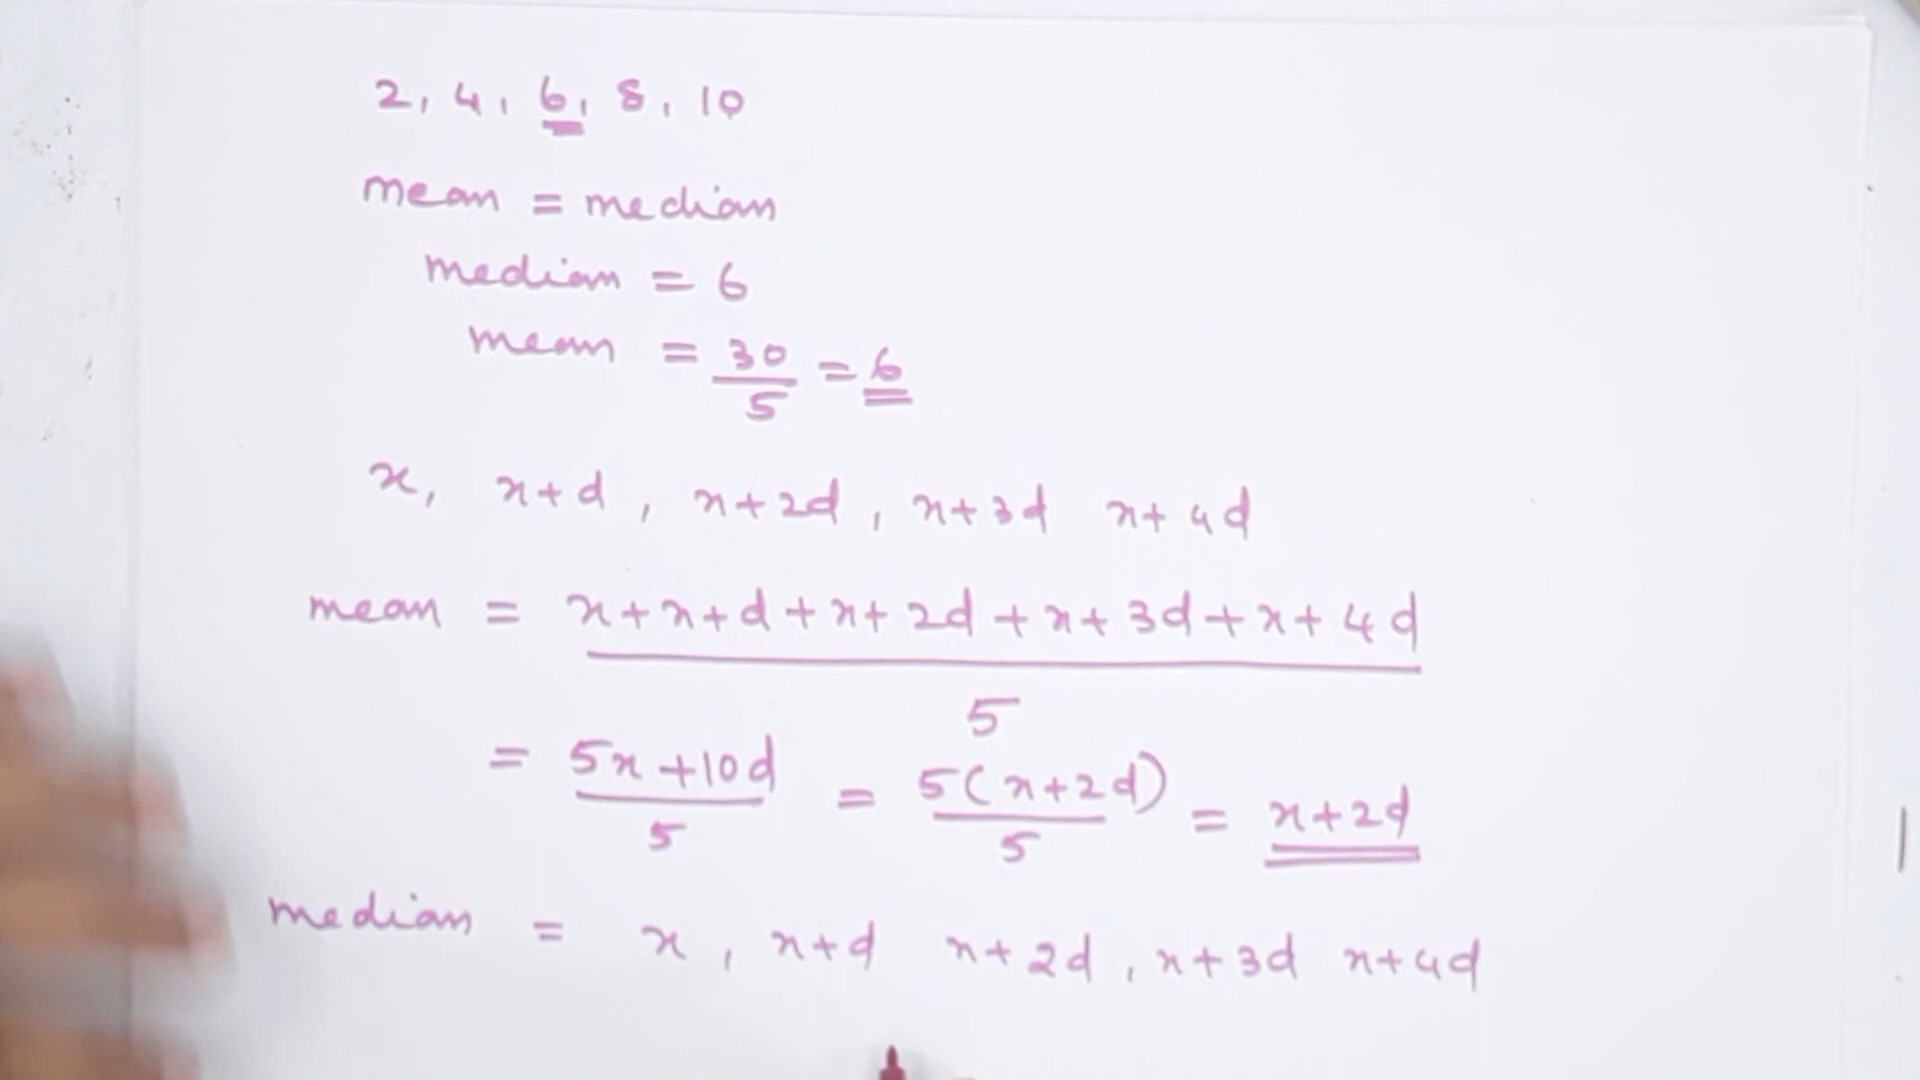 2, 4, 6, 8, 10
mean = median
median = 6
mean = 30/5 = 6
x, x+d, x+2d, x+3d x+4d
mean = x+x+d+x+2d+x+3d+x+4d / 5
= 5x+10d/5 = 5(x+2d)/5 = x+2d
median = x, x+d x+2d, x+3d x+4d